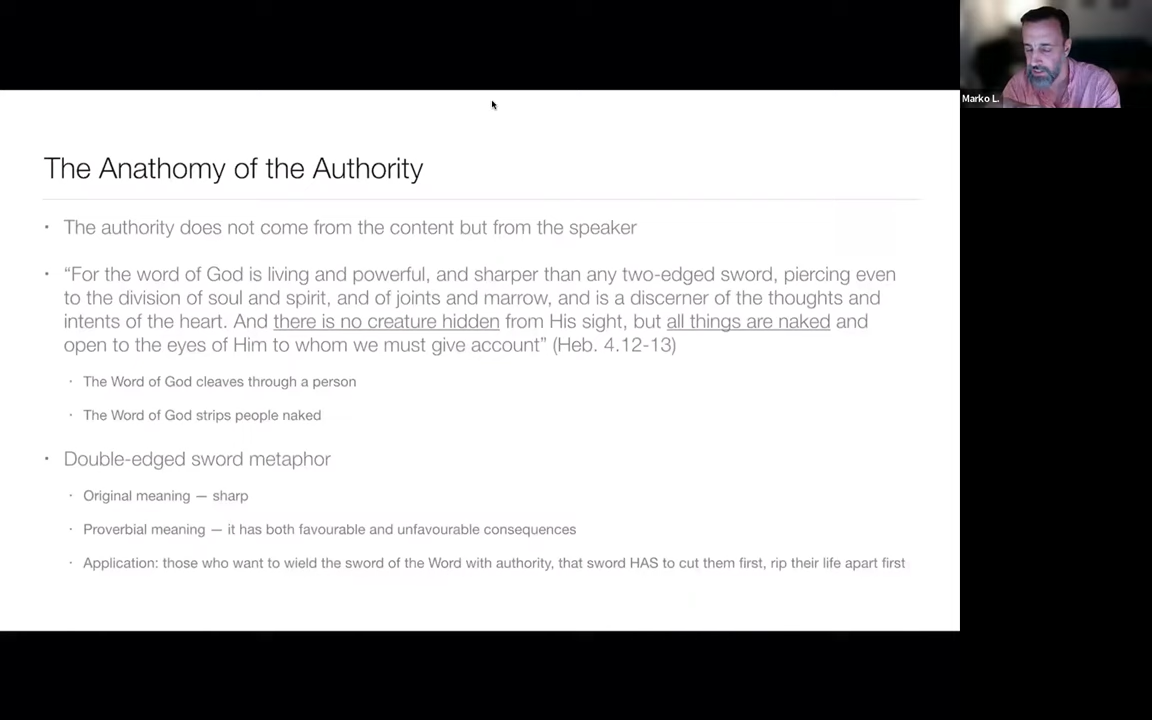 The Anathomy of the Authority
• The authority does not come from the content but from the speaker
• “For the word of God is living and powerful, and sharper than any two-edged sword, piercing even
to the division of soul and spirit, and of joints and marrow, and is a discerner of the thoughts and
intents of the heart. And there is no creature hidden from His sight, but all things are naked and
open to the eyes of Him to whom we must give account” (Heb. 4.12-13)
• The Word of God cleaves through a person
• The Word of God strips people naked
• Double-edged sword metaphor
• Original meaning — sharp
• Proverbial meaning — it has both favourable and unfavourable consequences
• Application: those who want to wield the sword of the Word with authority, that sword HAS to cut them first, rip their life apart first
Marko L.